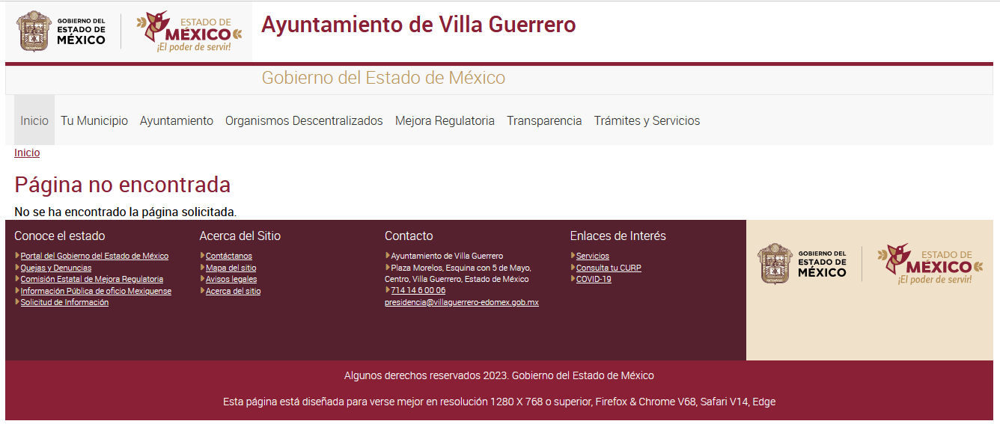 GOBIERNO DEL
ESTADO DE
MÉXICO
ESTADO DE
MÉXICO
¡El poder de servir!
Ayuntamiento de Villa Guerrero
Gobierno del Estado de México
Inicio Tu Municipio Ayuntamiento Organismos Descentralizados Mejora Regulatoria Transparencia Trámites y Servicios
Inicio
Página no encontrada
No se ha encontrado la página solicitada.
Conoce el estado
Portal del Gobierno del Estado de México
Quejas y Denuncias
Comisión Estatal de Mejora Regulatoria
Información Pública de oficio Mexiquense
Solicitud de Información
Acerca del Sitio
Contáctanos
Mapa del sitio
Avisos legales
Acerca del sitio
Contacto
Ayuntamiento de Villa Guerrero
Plaza Morelos, Esquina con 5 de Mayo,
Centro, Villa Guerrero, Estado de México
714 14 6 00 06
presidencia@villaguerrero-edomex.gob.mx
Enlaces de Interés
Servicios
Consulta tu CURP
COVID-19
GOBIERNO DEL
ESTADO DE
MÉXICO
ESTADO DE
MÉXICO
¡El poder de servir!
Algunos derechos reservados 2023. Gobierno del Estado de México
Esta página está diseñada para verse mejor en resolución 1280 X 768 o superior, Firefox & Chrome V68, Safari V14, Edge